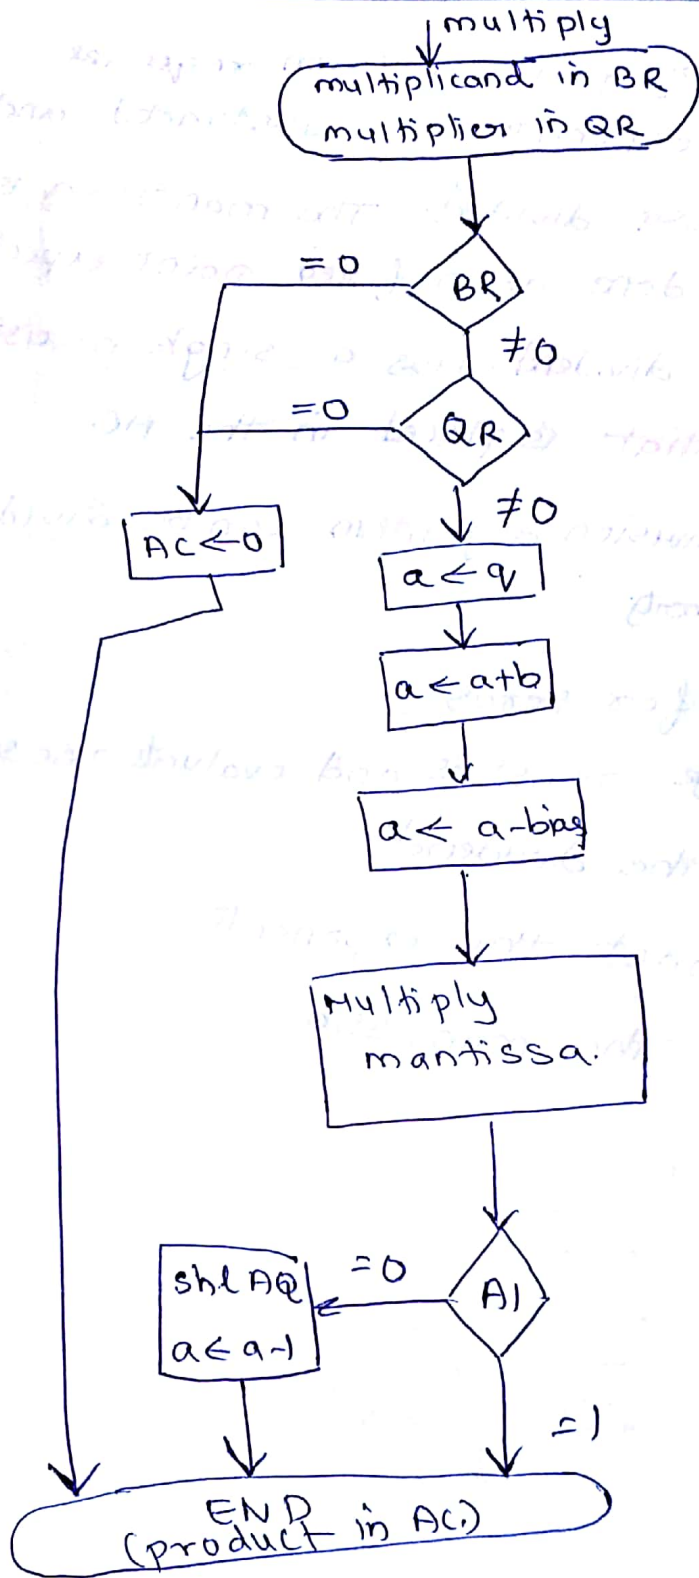 multiply
multiplicand in BR
multiplier in QR
=0
BR
≠0
=0
QR
≠0
AC←0
a ← q
a ← a+b
a ← a-bias
Multiply
mantissa.
shl AQ
a ← a-1
=0
A1
=1
END
(product in AC)